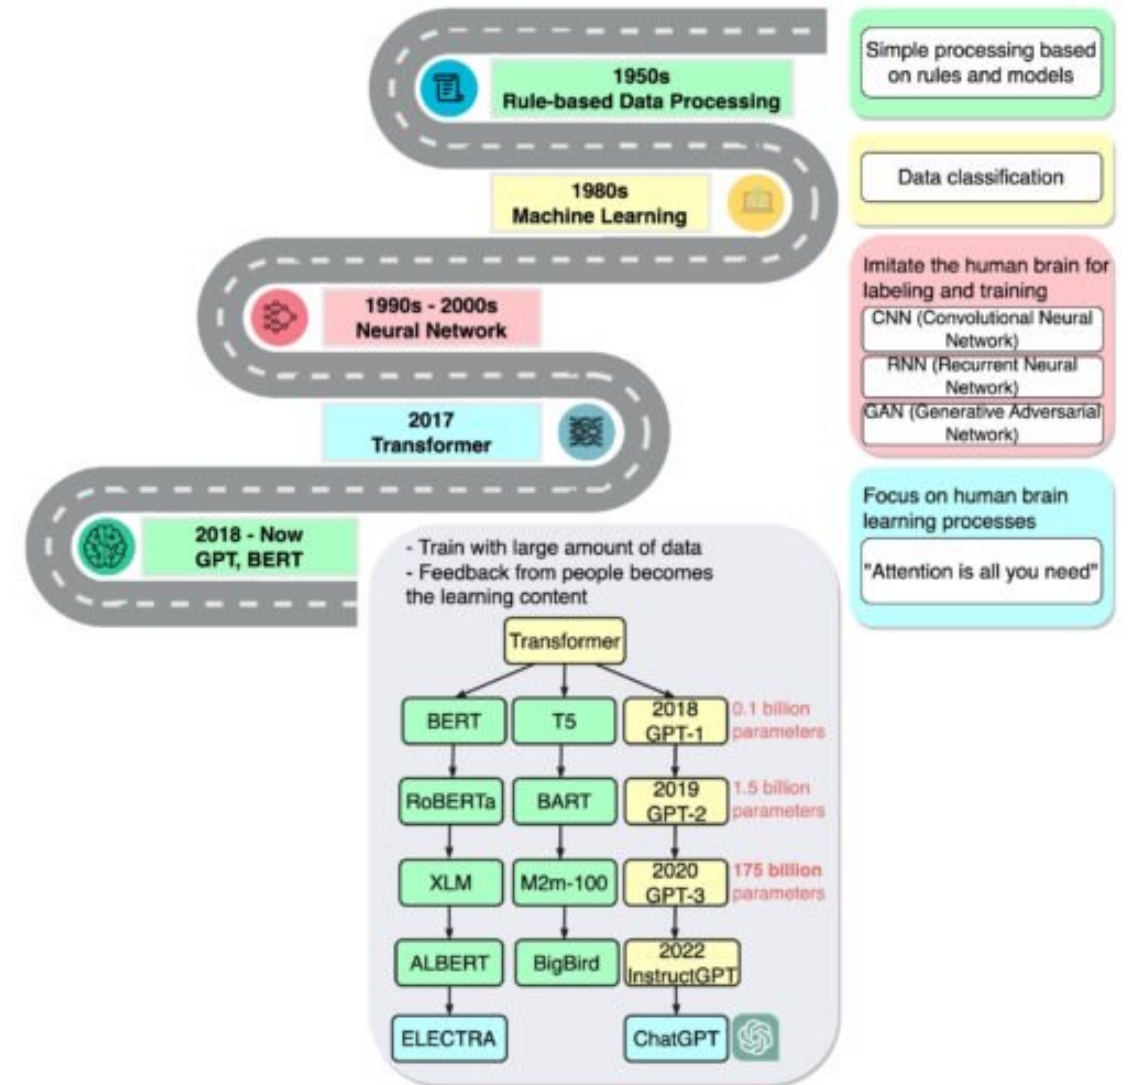 1950s
Rule-based Data Processing
Simple processing based
on rules and models
1980s
Machine Learning
Data classification
1990s - 2000s
Neural Network
Imitate the human brain for
labeling and training
CNN (Convolutional Neural
Network)
RNN (Recurrent Neural
Network)
GAN (Generative Adversarial
Network)
2017
Transformer
Focus on human brain
learning processes
"Attention is all you need"
2018 - Now
GPT, BERT
- Train with large amount of data
- Feedback from people becomes
the learning content
Transformer
BERT
T5
2018
GPT-1
0.1 billion
parameters
RoBERTa
BART
2019
GPT-2
1.5 billion
parameters
XLM
M2m-100
2020
GPT-3
175 billion
parameters
ALBERT
BigBird
2022
InstructGPT
ELECTRA
ChatGPT